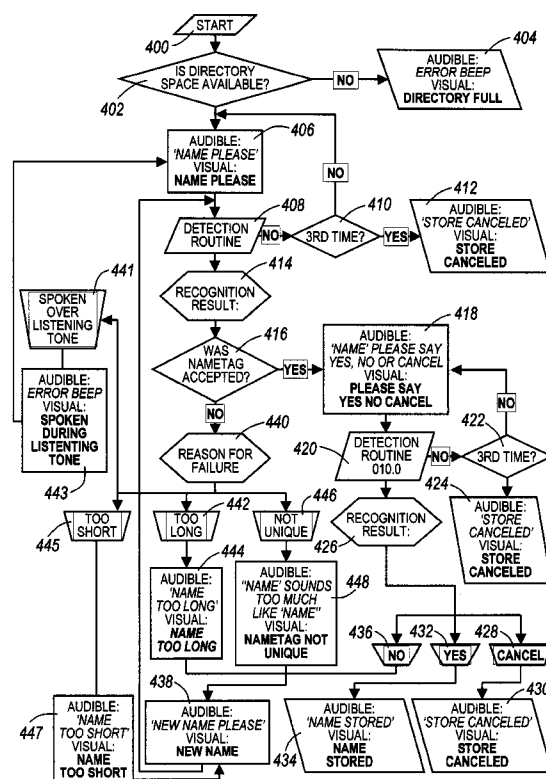 START
400
IS DIRECTORY
SPACE AVAILABLE?
402
NO
404
AUDIBLE:
ERROR BEEP
VISUAL:
DIRECTORY FULL
406
AUDIBLE:
'NAME PLEASE'
VISUAL:
NAME PLEASE
NO
408
DETECTION
ROUTINE
NO
410
3RD TIME?
YES
412
AUDIBLE:
'STORE CANCELED'
VISUAL:
STORE
CANCELED
414
RECOGNITION
RESULT:
441
SPOKEN
OVER
LISTENING
TONE
416
WAS
NAMETAG
ACCEPTED?
YES
NO
418
AUDIBLE:
'NAME' PLEASE SAY
YES, NO OR CANCEL
VISUAL:
PLEASE SAY
YES NO CANCEL
AUDIBLE:
ERROR BEEP
VISUAL:
SPOKEN
DURING
LISTENTING
TONE
443
440
REASON FOR
FAILURE
420
DETECTION
ROUTINE
010.0
NO
422
3RD TIME?
NO
424
AUDIBLE:
'STORE
CANCELED'
VISUAL:
STORE
CANCELED
TOO
SHORT
445
TOO
LONG
442
NOT
UNIQUE
446
RECOGNITION
RESULT:
426
444
AUDIBLE:
'NAME
TOO LONG'
VISUAL:
NAME
TOO LONG
AUDIBLE:
"NAME' SOUNDS
TOO MUCH
LIKE 'NAME"
VISUAL:
NAMETAG NOT
UNIQUE
448
436
NO
432
YES
428
CANCEL
438
AUDIBLE:
'NEW NAME PLEASE'
VISUAL:
NEW NAME
AUDIBLE:
'NAME STORED'
VISUAL:
NAME
STORED
434
430
AUDIBLE:
'STORE CANCELED'
VISUAL:
STORE
CANCELED
447
AUDIBLE:
'NAME
TOO SHORT'
VISUAL:
NAME
TOO SHORT